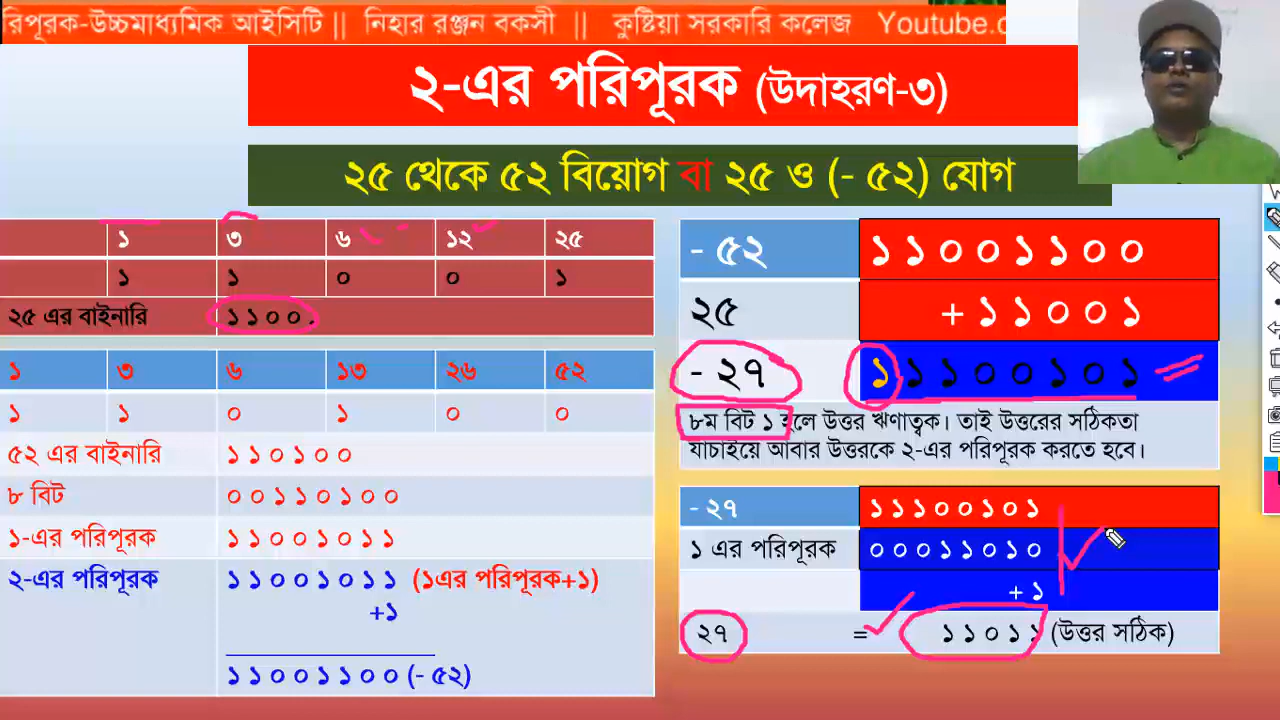 রিপূরক-উচ্চমাধ্যমিক আইসিটি || নিহার রঞ্জন বকসী || কুষ্টিয়া সরকারি কলেজ Youtube.c
২-এর পরিপূরক (উদাহরণ-৩)
২৫ থেকে ৫২ বিয়োগ বা ২৫ ও (- ৫২) যোগ
১ ৩ ৬ ১২ ২৫
১ ১ ০ ০ ১
২৫ এর বাইনারি ১১০০
১ ৩ ৬ ১৩ ২৬ ৫২
১ ১ ০ ১ ০ ০
৫২ এর বাইনারি ১১০১০০
৮ বিট ০০১১০১০০
১-এর পরিপূরক ১১০০১০১১
২-এর পরিপূরক ১১০০১০১১ (১এর পরিপূরক+১)
+১
১১০০১১০০ (- ৫২)
- ৫২ ১১০০১১০০
২৫ +১১০০১
- ২৭ ১১১০০১০১
৮ম বিট ১ হলে উত্তর ঋণাত্বক। তাই উত্তরের সঠিকতা
যাচাইয়ে আবার উত্তরকে ২-এর পরিপূরক করতে হবে।
- ২৭ ১১১০০১০১
১ এর পরিপূরক ০০০১১০১০
+ ১
২৭ = ১১০১১ (উত্তর সঠিক)